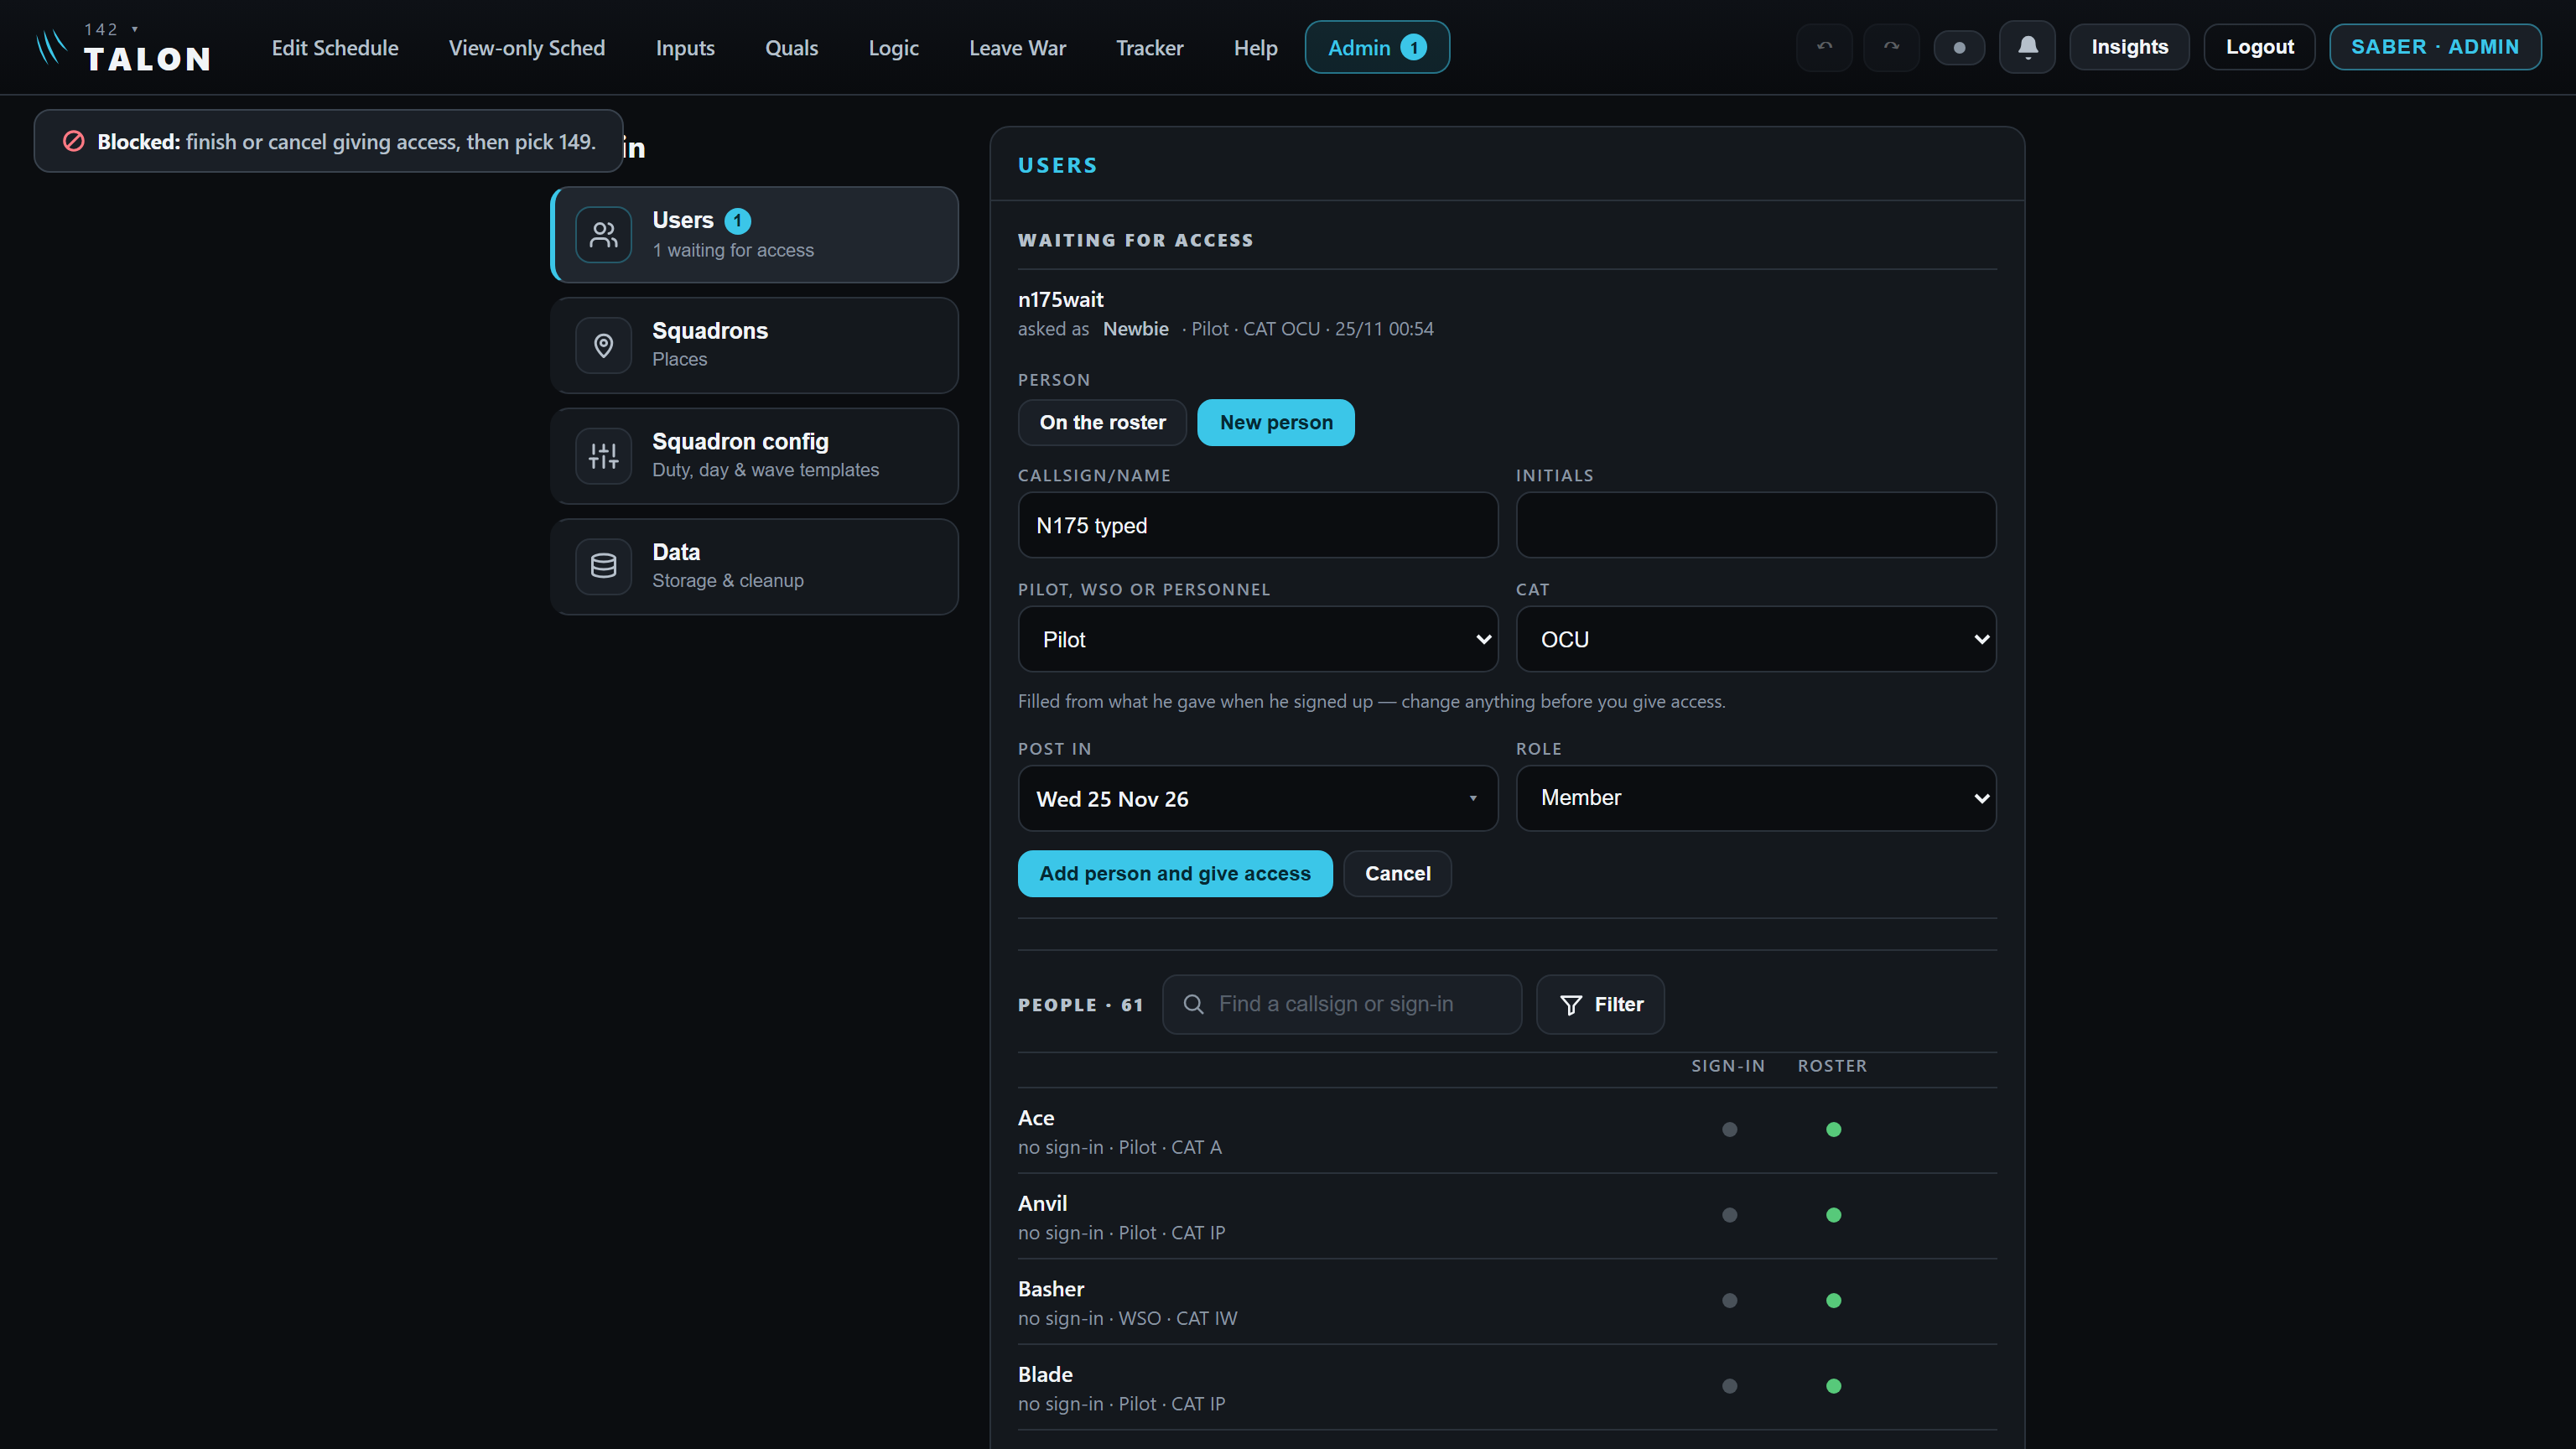 142 ▾
TALON
Edit Schedule
View-only Sched
Inputs
Quals
Logic
Leave War
Tracker
Help
Admin 1
Insights
Logout
SABER · ADMIN
Blocked: finish or cancel giving access, then pick 149.
in
Users 1
1 waiting for access
Squadrons
Places
Squadron config
Duty, day & wave templates
Data
Storage & cleanup
USERS
WAITING FOR ACCESS
n175wait
asked as Newbie · Pilot · CAT OCU · 25/11 00:54
PERSON
On the roster
New person
CALLSIGN/NAME
INITIALS
N175 typed
PILOT, WSO OR PERSONNEL
CAT
Pilot
OCU
Filled from what he gave when he signed up — change anything before you give access.
POST IN
ROLE
Wed 25 Nov 26
Member
Add person and give access
Cancel
PEOPLE · 61
Find a callsign or sign-in
Filter
SIGN-IN
ROSTER
Ace
no sign-in · Pilot · CAT A
Anvil
no sign-in · Pilot · CAT IP
Basher
no sign-in · WSO · CAT IW
Blade
no sign-in · Pilot · CAT IP